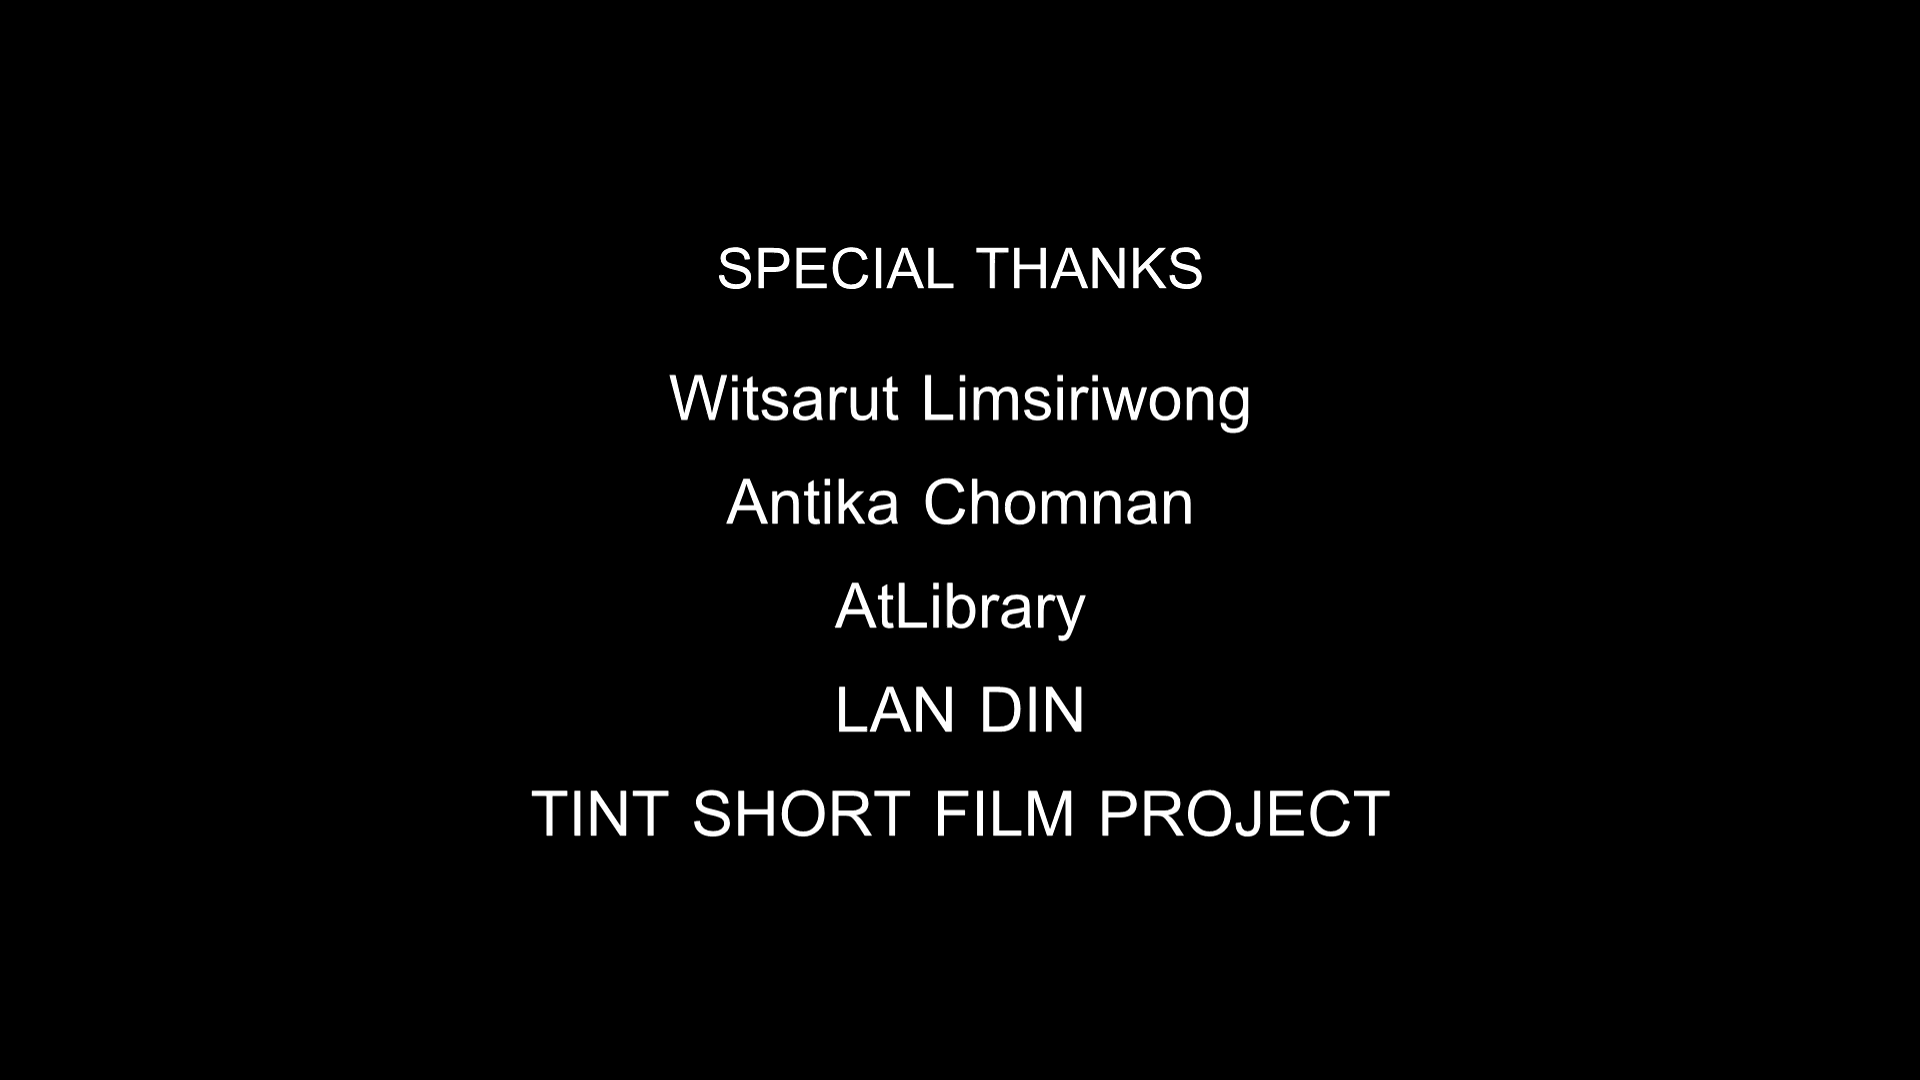 SPECIAL THANKS
Witsarut Limsiriwong
Antika Chomnan
AtLibrary
LAN DIN
TINT SHORT FILM PROJECT